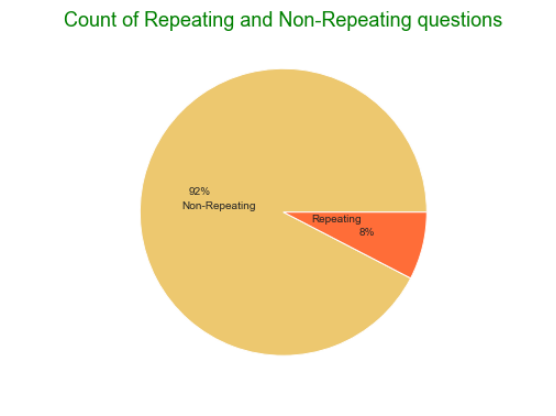 Count of Repeating and Non-Repeating questions
92%
Non-Repeating
Repeating
8%